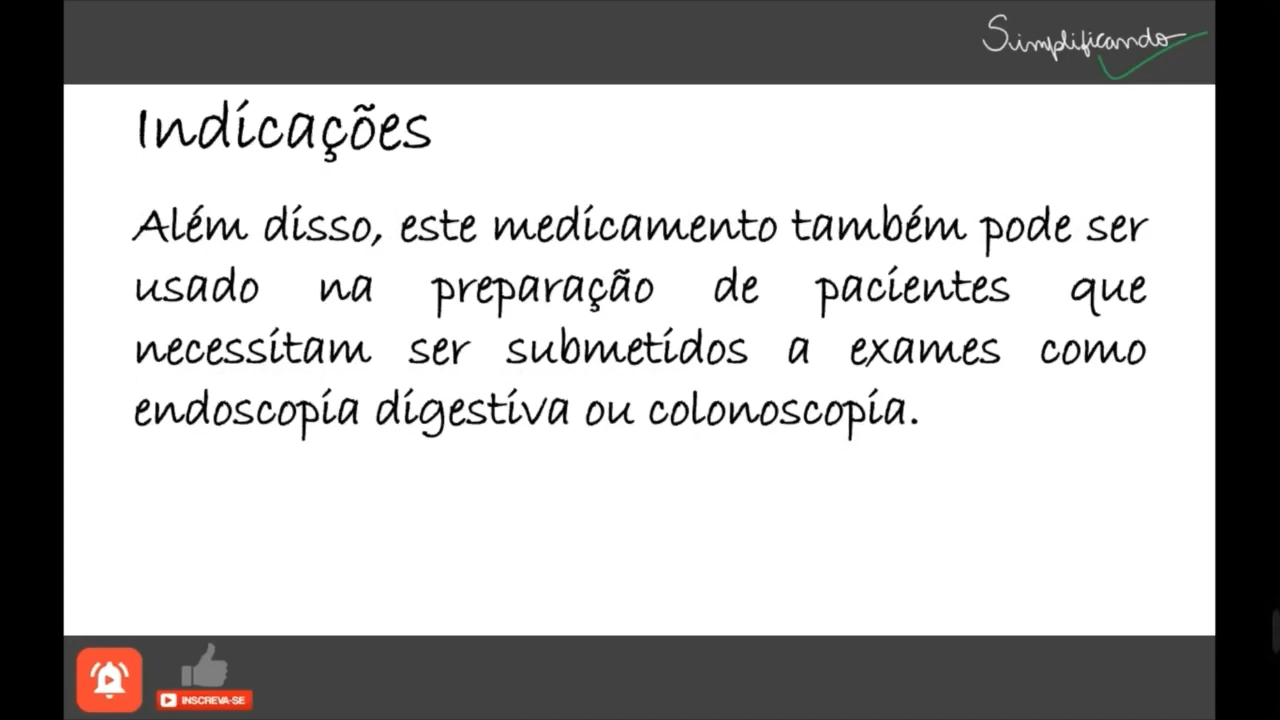 Simplificando
Indicações
Além disso, este medicamento também pode ser
usado na preparação de pacientes que
necessitam ser submetidos a exames como
endoscopia digestiva ou colonoscopia.
INSCREVA-SE